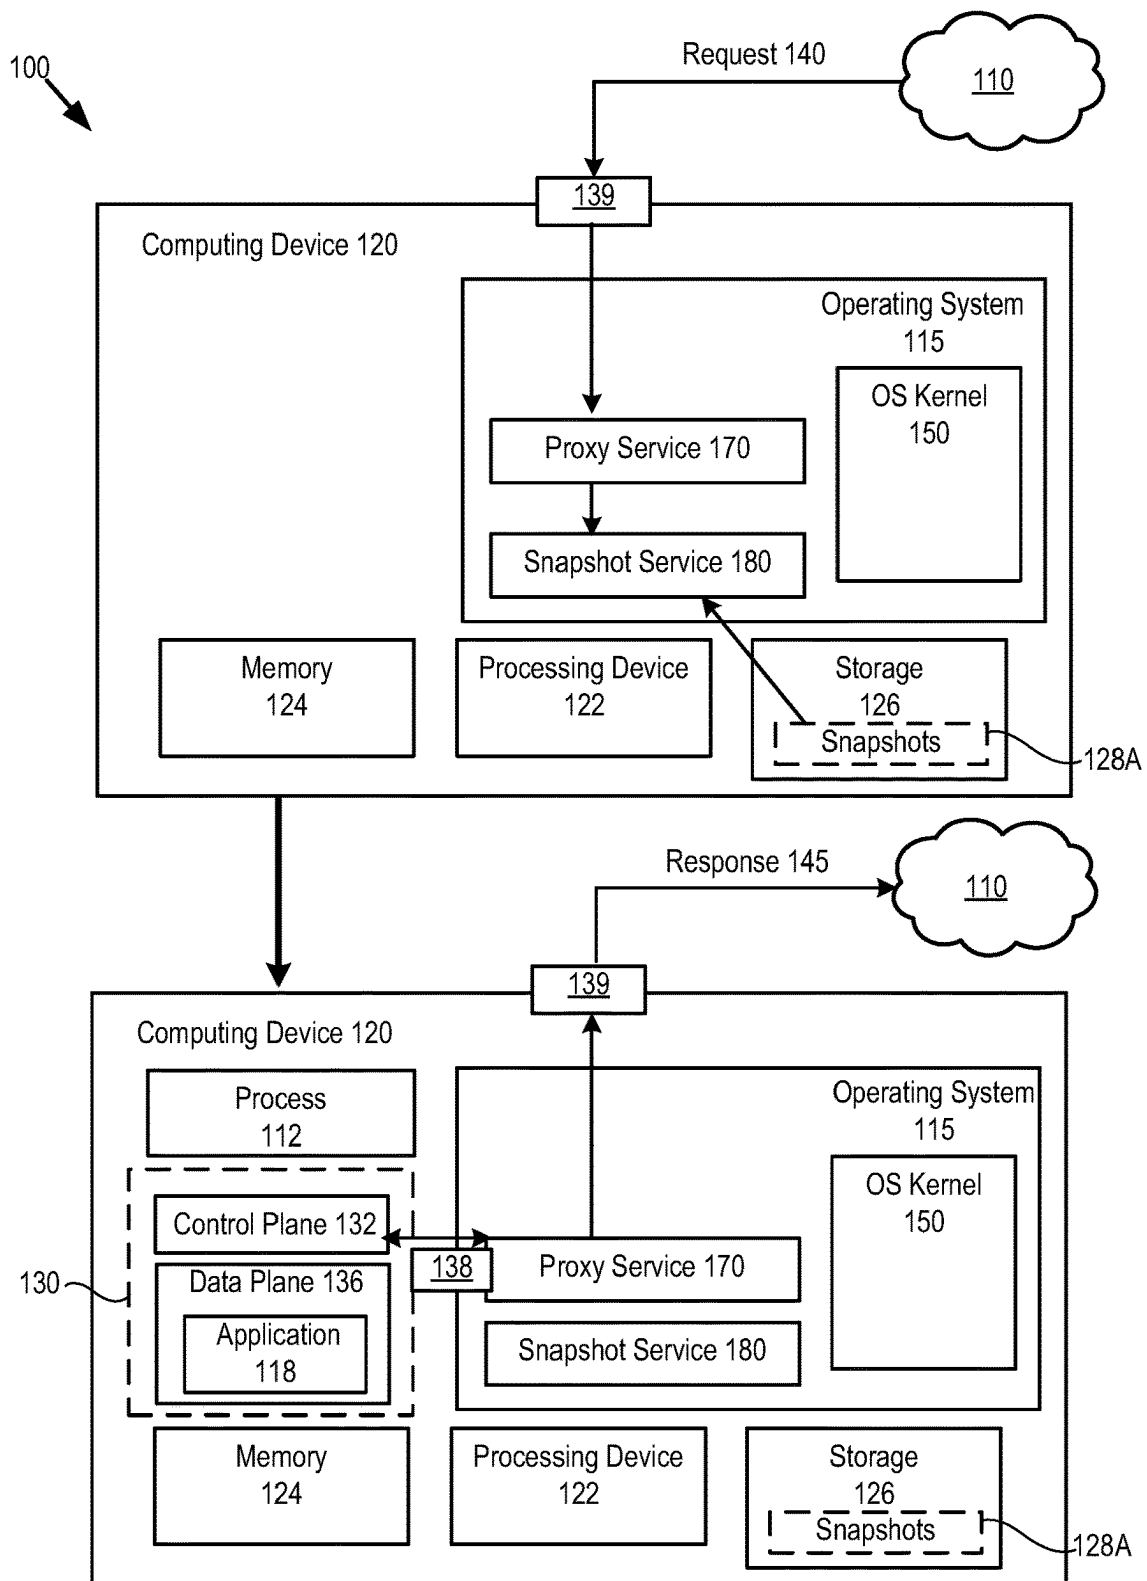 Request 140
100
110
139
Computing Device 120
Operating System
115
OS Kernel
150
Proxy Service 170
Snapshot Service 180
Memory
124
Processing Device
122
Storage
126
Snapshots
128A
Response 145
110
139
Computing Device 120
Process
112
Operating System
115
OS Kernel
150
Control Plane 132
138
Proxy Service 170
130
Data Plane 136
Application
118
Snapshot Service 180
Memory
124
Processing Device
122
Storage
126
Snapshots
128A